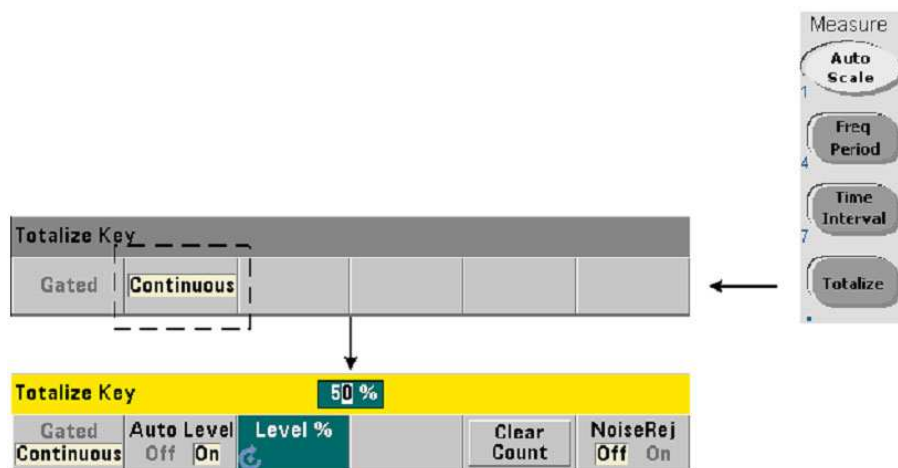 Measure
Auto
Scale
1
Freq
Period
4
Time
Interval
7
Totalize
.
Totalize Key
Gated Continuous
Totalize Key 50 %
Gated Auto Level Level % Clear NoiseRej
Continuous Off On Count Off On